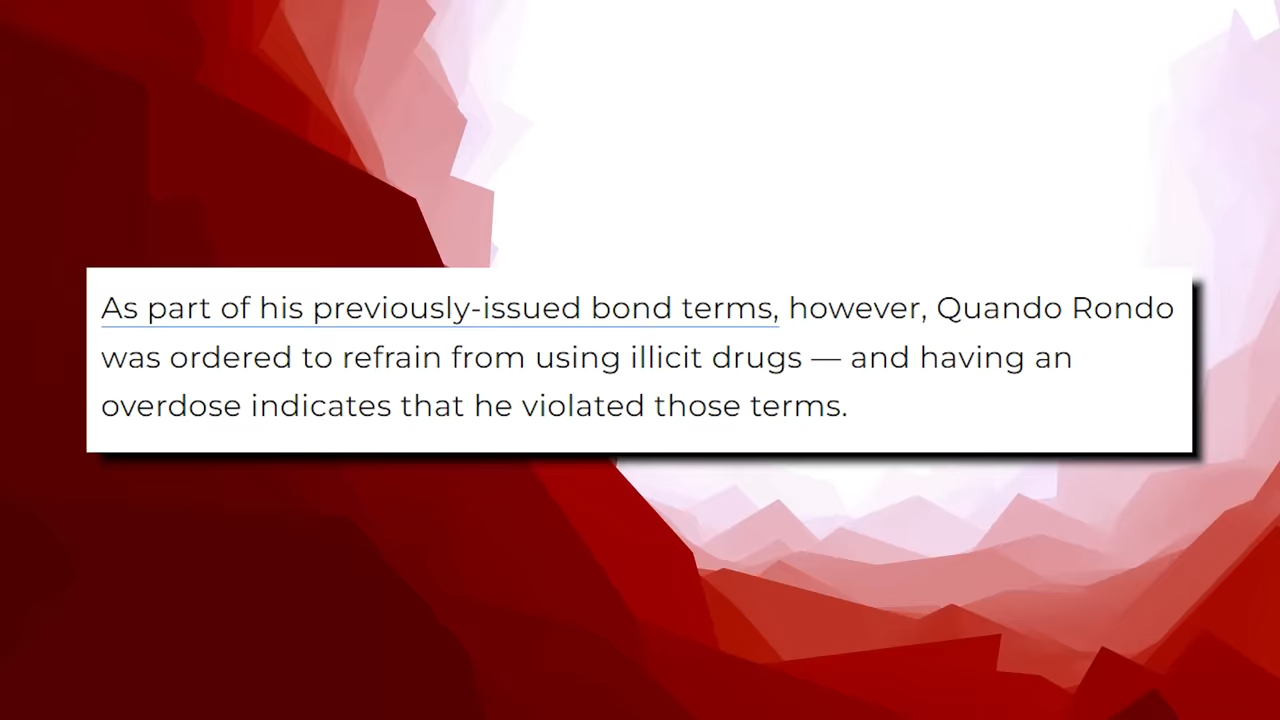 As part of his previously-issued bond terms, however, Quando Rondo
was ordered to refrain from using illicit drugs — and having an
overdose indicates that he violated those terms.